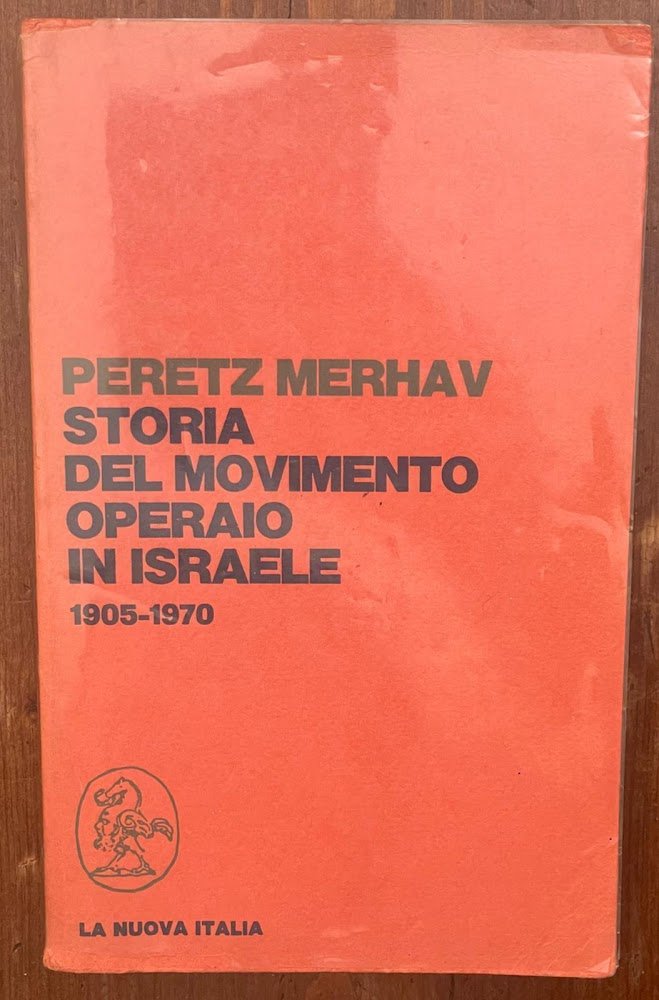 PERETZ MERHAV
STORIA
DEL MOVIMENTO
OPERAIO
IN ISRAELE
1905-1970
LA NUOVA ITALIA